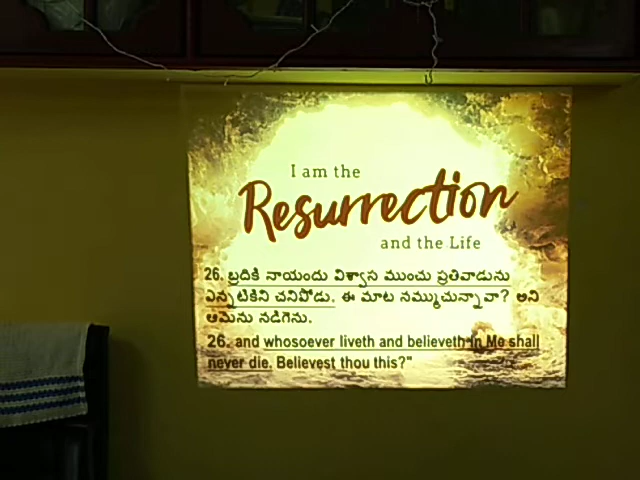 I am the
Resurrection
and the Life
26. బ్రదికి నాయందు విశ్వాస ముంచు ప్రతివాడును
ఎన్నటికిని చనిపోడు. ఈ మాట నమ్ముచున్నావా? అని
ఆమెను నడిగెను.
26. and whosoever liveth and believeth in Me shall
never die. Believest thou this?"